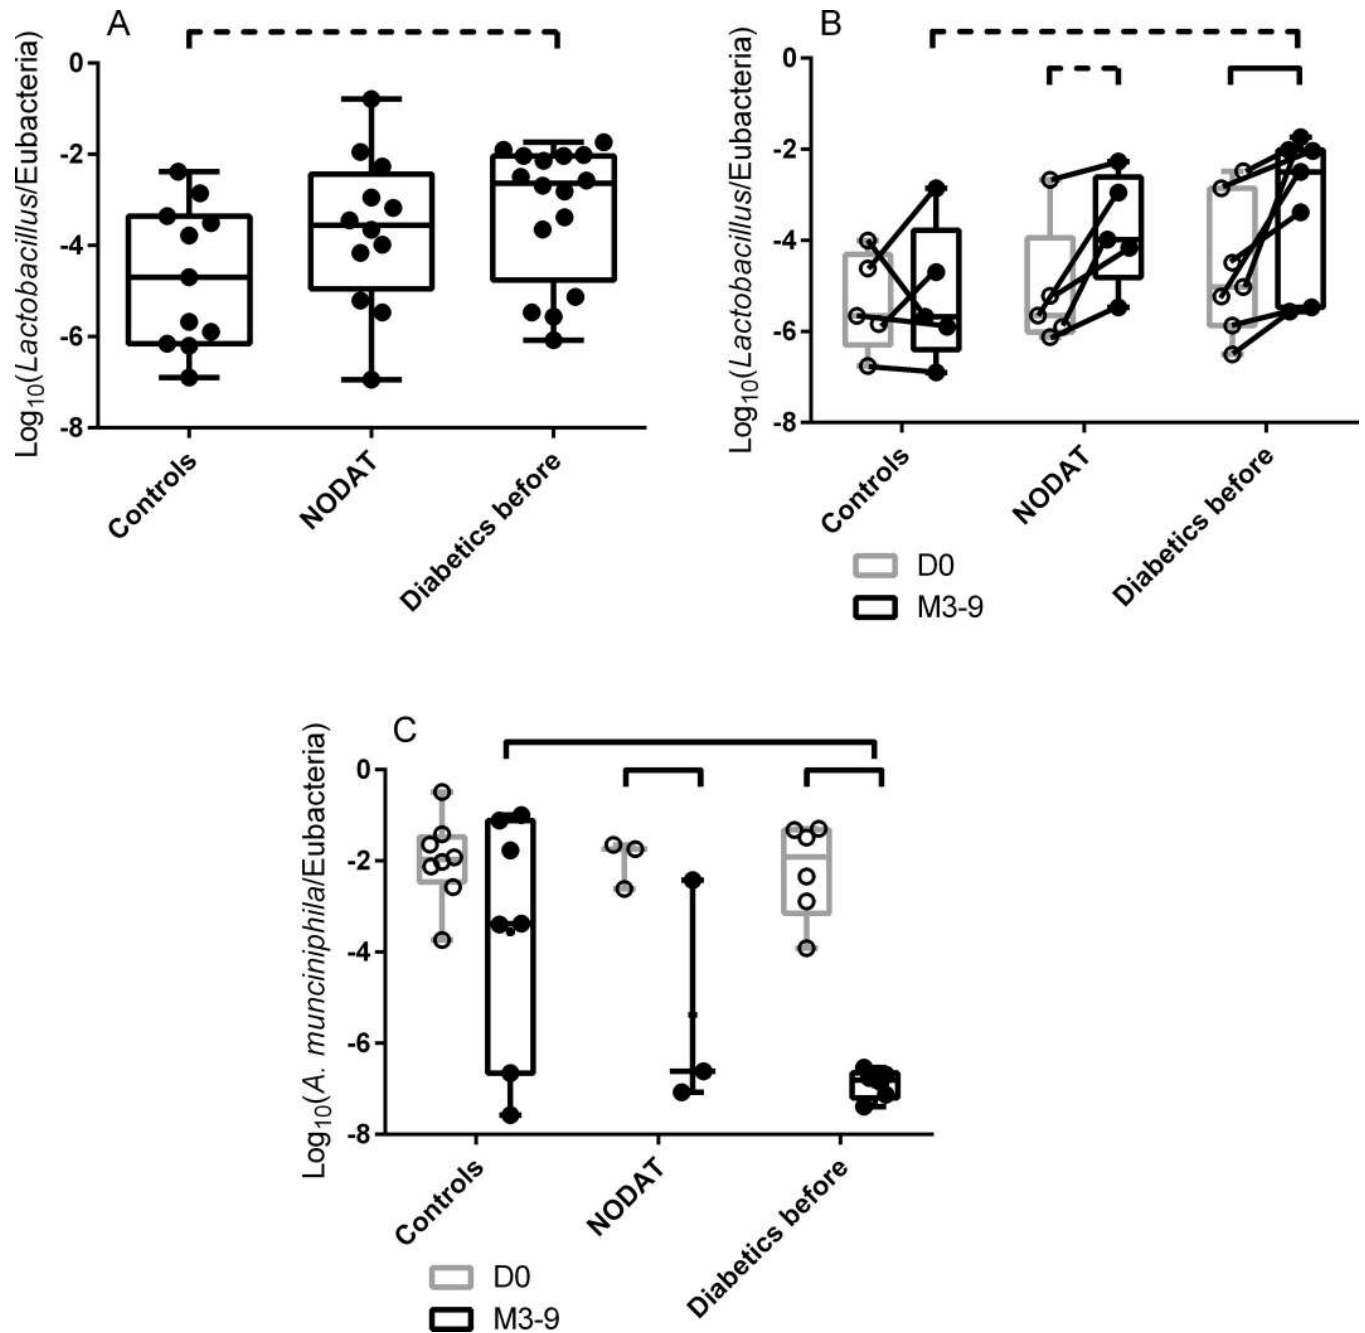 A
Log10(Lactobacillus/Eubacteria)
0
-2
-4
-6
-8
Controls
NODAT
Diabetics before
B
Log10(Lactobacillus/Eubacteria)
0
-2
-4
-6
-8
Controls
NODAT
Diabetics before
D0
M3-9
C
Log10(A. munciniphila/Eubacteria)
0
-2
-4
-6
-8
Controls
NODAT
Diabetics before
D0
M3-9